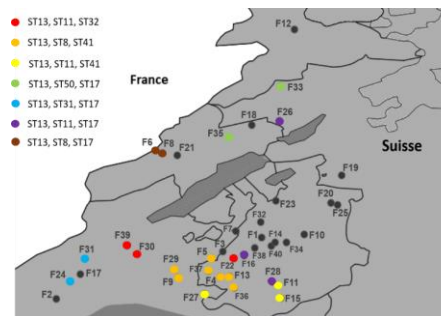 ST13, ST11, ST32
ST13, ST8, ST41
ST13, ST11, ST41
ST13, ST50, ST17
ST13, ST31, ST17
ST13, ST11, ST17
ST13, ST8, ST17
France
Suisse
F12
F33
F18
F26
F35
F6
F8
F21
F19
F20
F25
F23
F32
F7
F1
F14
F10
F39
F30
F3
F38
F40
F34
F31
F5
F16
F29
F37
F22
F24
F17
F9
F4
F13
F28
F11
F2
F27
F36
F15